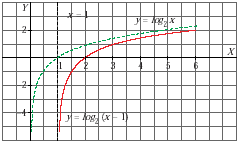 Y
x = 1
y = log₂ x
2
X
1 2 3 4 5 6
2
4
y = log₂ (x – 1)